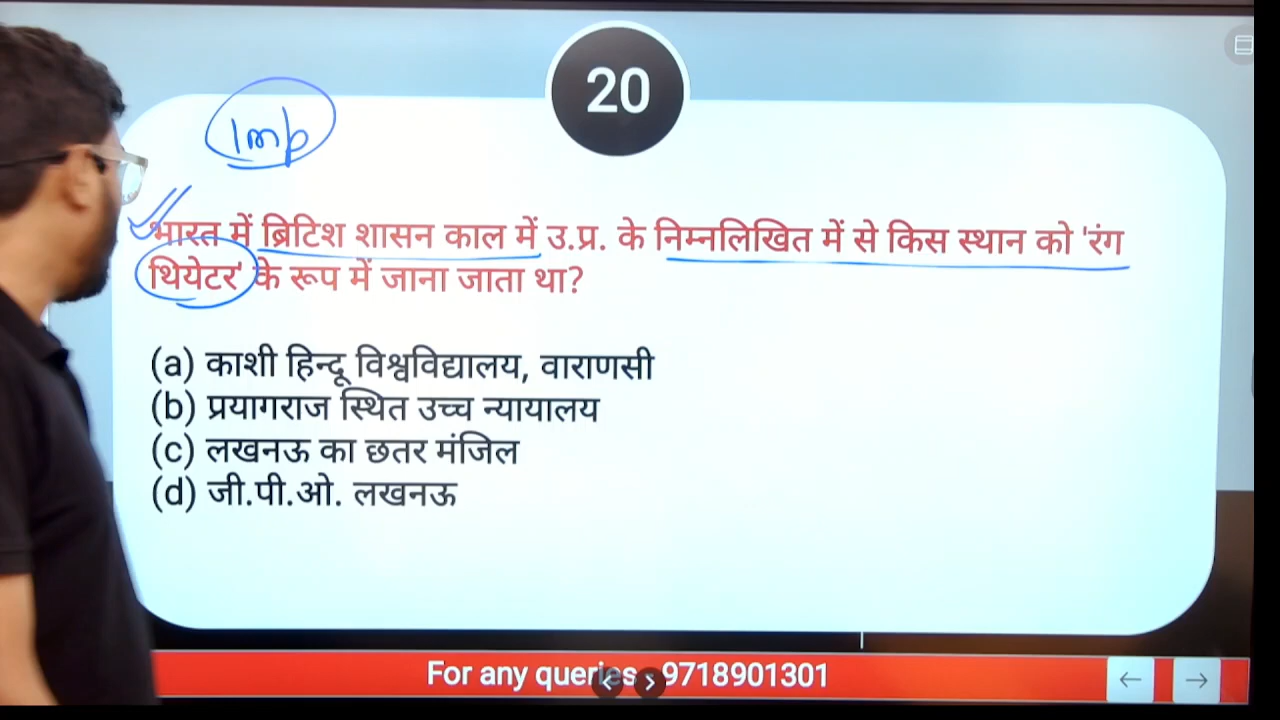 20
Imp
भारत में ब्रिटिश शासन काल में उ.प्र. के निम्नलिखित में से किस स्थान को 'रंग
थियेटर' के रूप में जाना जाता था?
(a) काशी हिन्दू विश्वविद्यालय, वाराणसी
(b) प्रयागराज स्थित उच्च न्यायालय
(c) लखनऊ का छतर मंजिल
(d) जी.पी.ओ. लखनऊ
For any queries - 9718901301